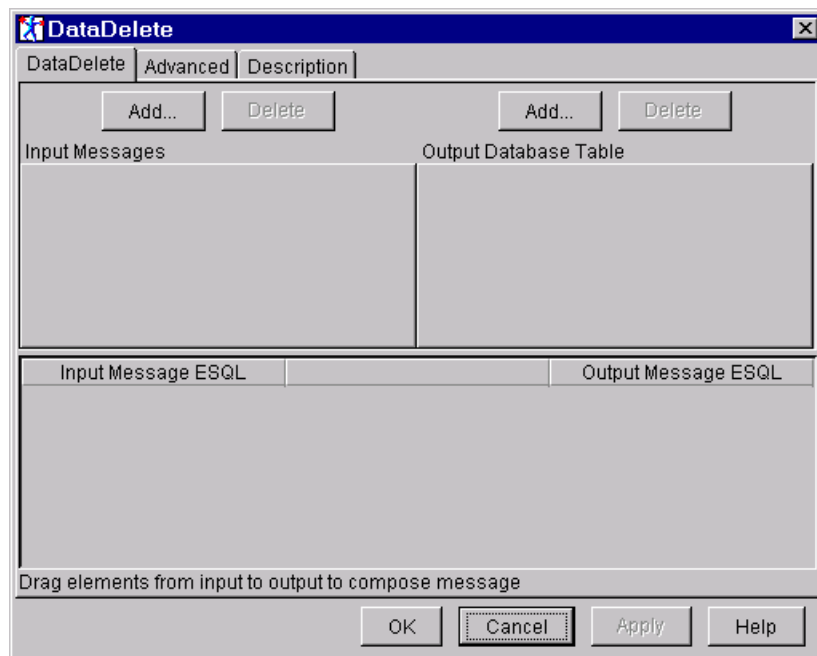 DataDelete
DataDelete Advanced Description
Add... Delete Add... Delete
Input Messages Output Database Table
Input Message ESQL Output Message ESQL
Drag elements from input to output to compose message
OK Cancel Apply Help